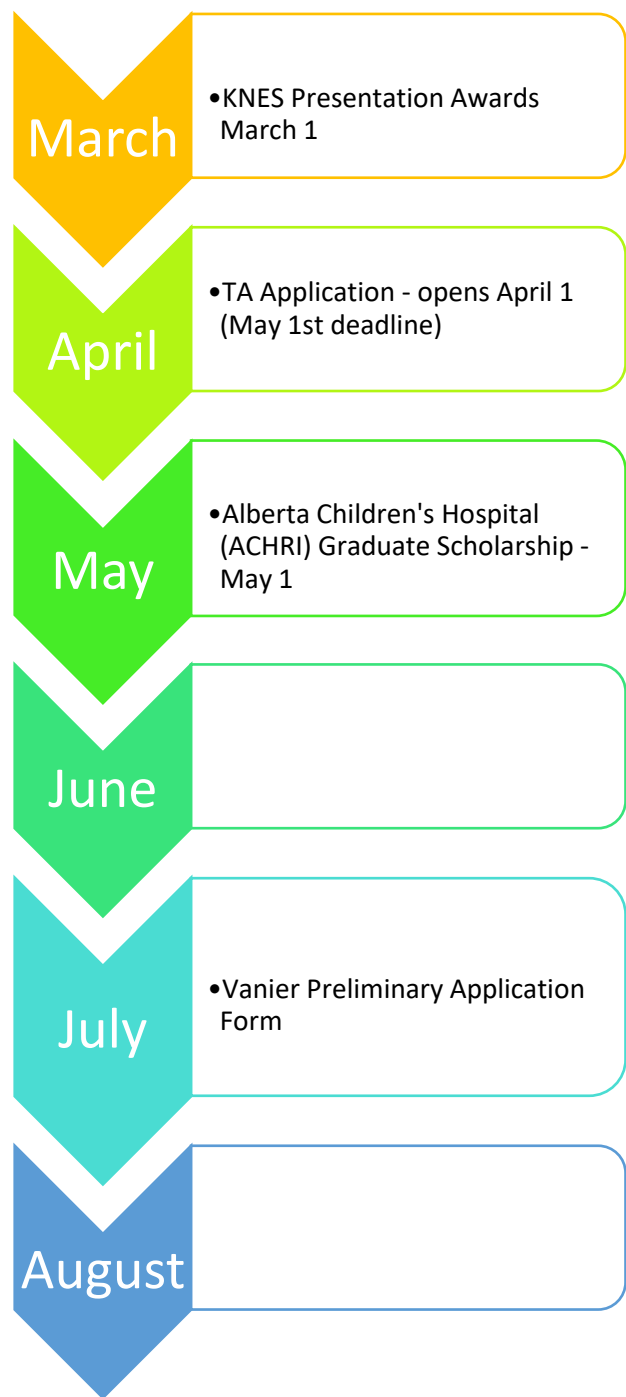 March
•KNES Presentation Awards
March 1
April
•TA Application - opens April 1
(May 1st deadline)
May
•Alberta Children's Hospital
(ACHRI) Graduate Scholarship -
May 1
June
July
•Vanier Preliminary Application
Form
August